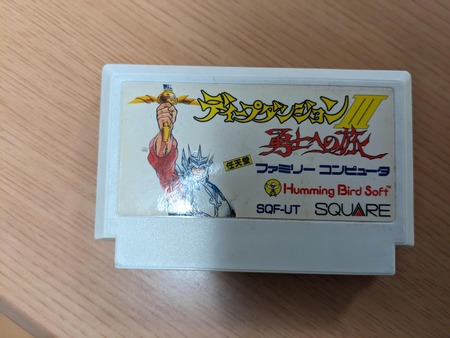 ディープダンジョンIII
勇士への旅
任天堂
ファミリー コンピュータ
Humming Bird Soft™
SQF-UT SQUARE